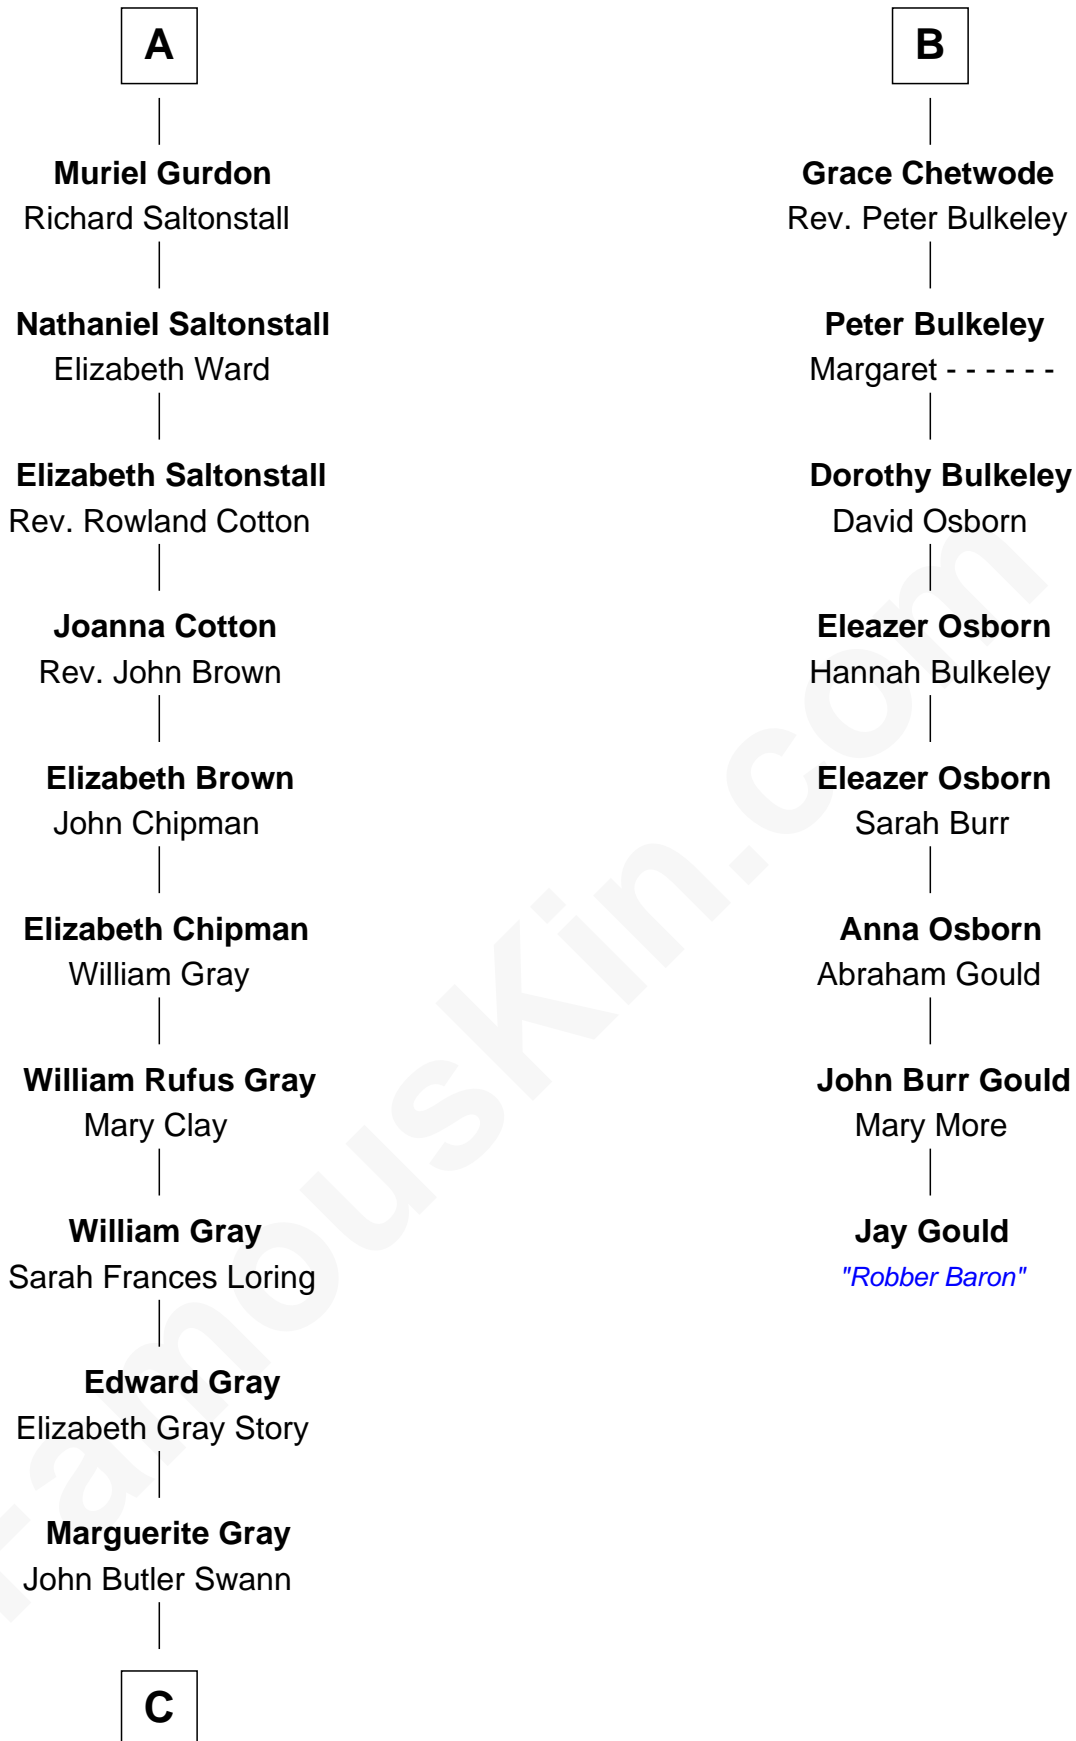 A
Muriel Gurdon
Richard Saltonstall
Nathaniel Saltonstall
Elizabeth Ward
Elizabeth Saltonstall
Rev. Rowland Cotton
Joanna Cotton
Rev. John Brown
Elizabeth Brown
John Chipman
Elizabeth Chipman
William Gray
William Rufus Gray
Mary Clay
William Gray
Sarah Frances Loring
Edward Gray
Elizabeth Gray Story
Marguerite Gray
John Butler Swann
C
B
Grace Chetwode
Rev. Peter Bulkeley
Peter Bulkeley
Margaret - - - - - -
Dorothy Bulkeley
David Osborn
Eleazer Osborn
Hannah Bulkeley
Eleazer Osborn
Sarah Burr
Anna Osborn
Abraham Gould
John Burr Gould
Mary More
Jay Gould
"Robber Baron"
FamousKin.com